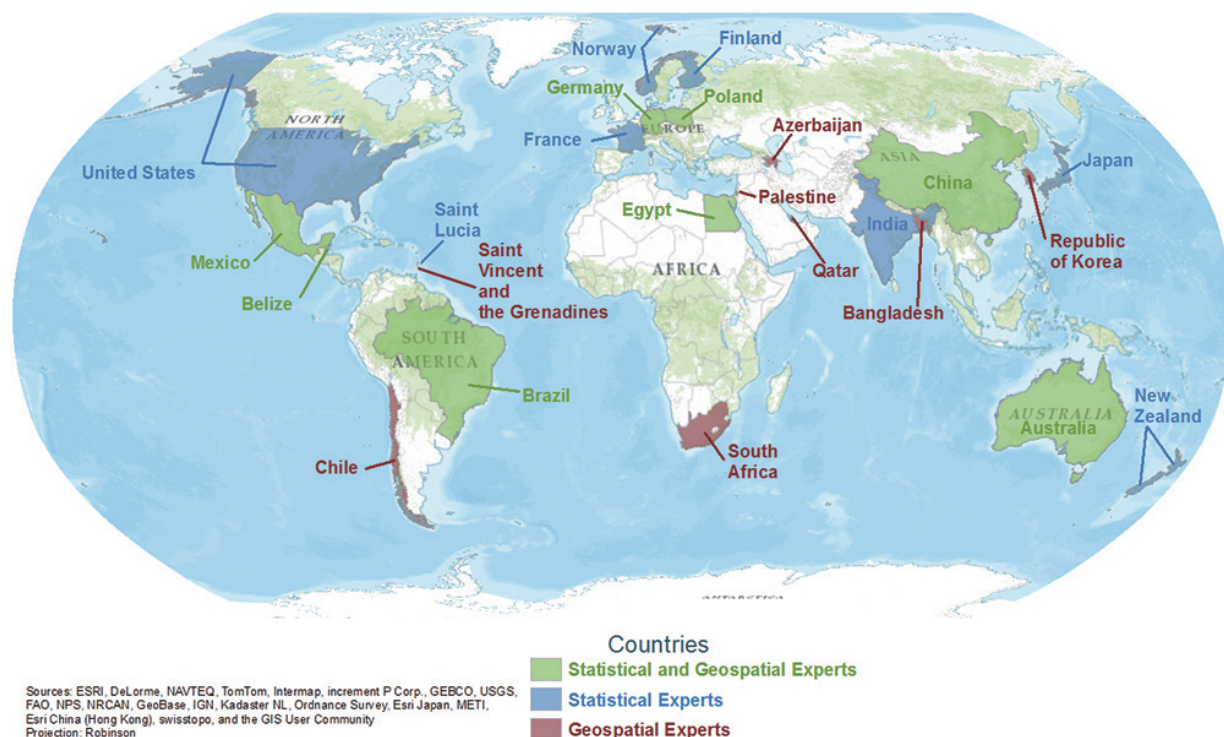 Norway
Finland
Germany
Poland
NORTH
AMERICA
EUROPE
France
Azerbaijan
ASIA
United States
Japan
China
Palestine
Saint
Lucia
Egypt
India
Mexico
Saint
Vincent
and
the Grenadines
AFRICA
Qatar
Republic
of Korea
Belize
Bangladesh
SOUTH
AMERICA
Brazil
New
Zealand
AUSTRALIA
Australia
Chile
South
Africa
ANTARCTICA
Countries
Statistical and Geospatial Experts
Statistical Experts
Geospatial Experts
Sources: ESRI, DeLorme, NAVTEQ, TomTom, Intermap, increment P Corp., GEBCO, USGS,
FAO, NPS, NRCAN, GeoBase, IGN, Kadaster NL, Ordnance Survey, Esri Japan, METI,
Esri China (Hong Kong), swisstopo, and the GIS User Community
Projection: Robinson